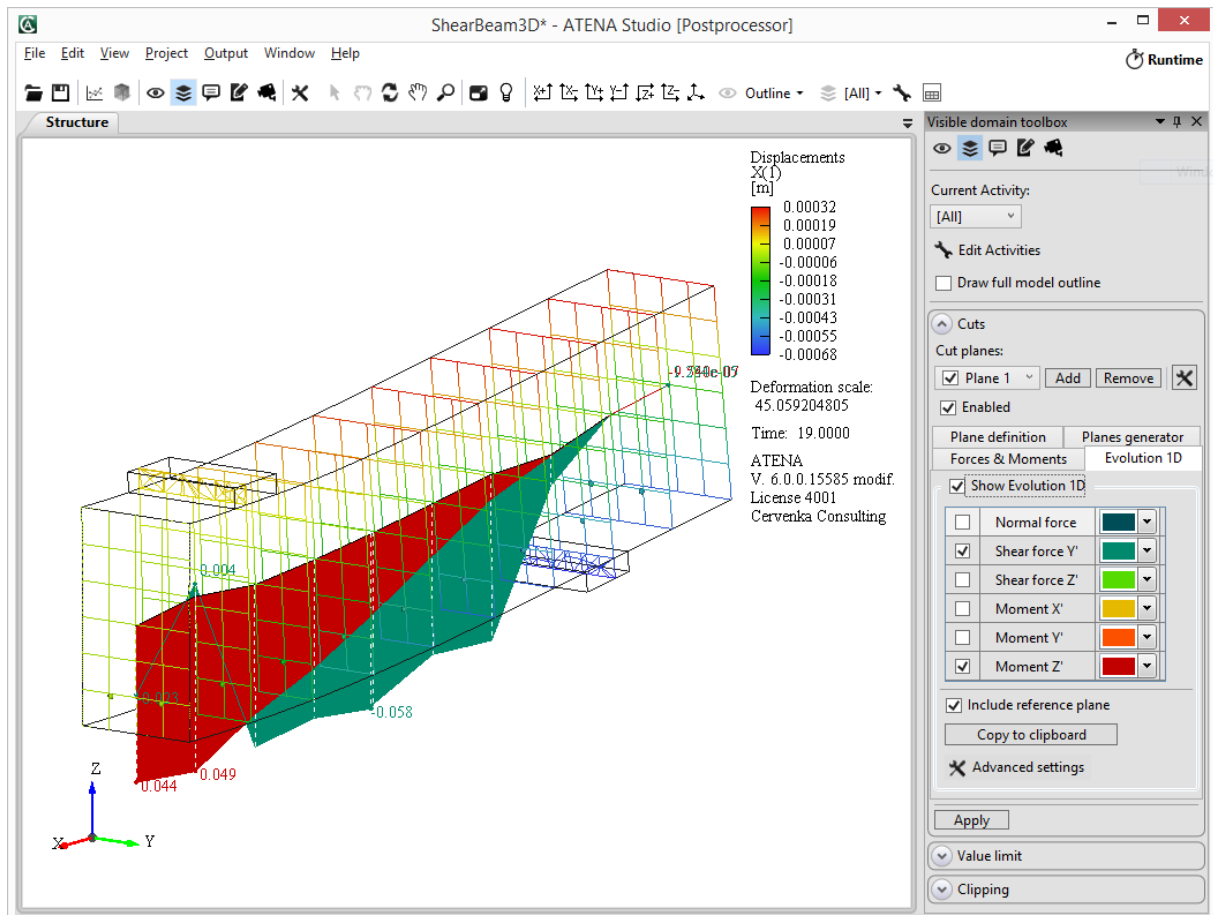 ShearBeam3D* - ATENA Studio [Postprocessor]
File Edit View Project Output Window Help
Runtime
Outline
[All]
Structure
Visible domain toolbox
Displacements
X(1)
[m]
0.00032
0.00019
0.00007
-0.00006
-0.00018
-0.00031
-0.00043
-0.00055
-0.00068
Deformation scale:
45.059204805
Time: 19.0000
ATENA
V. 6.0.0.15585 modif.
License 4001
Cervenka Consulting
0.004
-0.058
0.049
0.044
Z
X
Y
Current Activity:
[All]
Edit Activities
Draw full model outline
Cuts
Cut planes:
Plane 1 Add Remove
Enabled
Plane definition Planes generator
Forces & Moments Evolution 1D
Show Evolution 1D
Normal force
Shear force Y'
Shear force Z'
Moment X'
Moment Y'
Moment Z'
Include reference plane
Copy to clipboard
Advanced settings
Apply
Value limit
Clipping